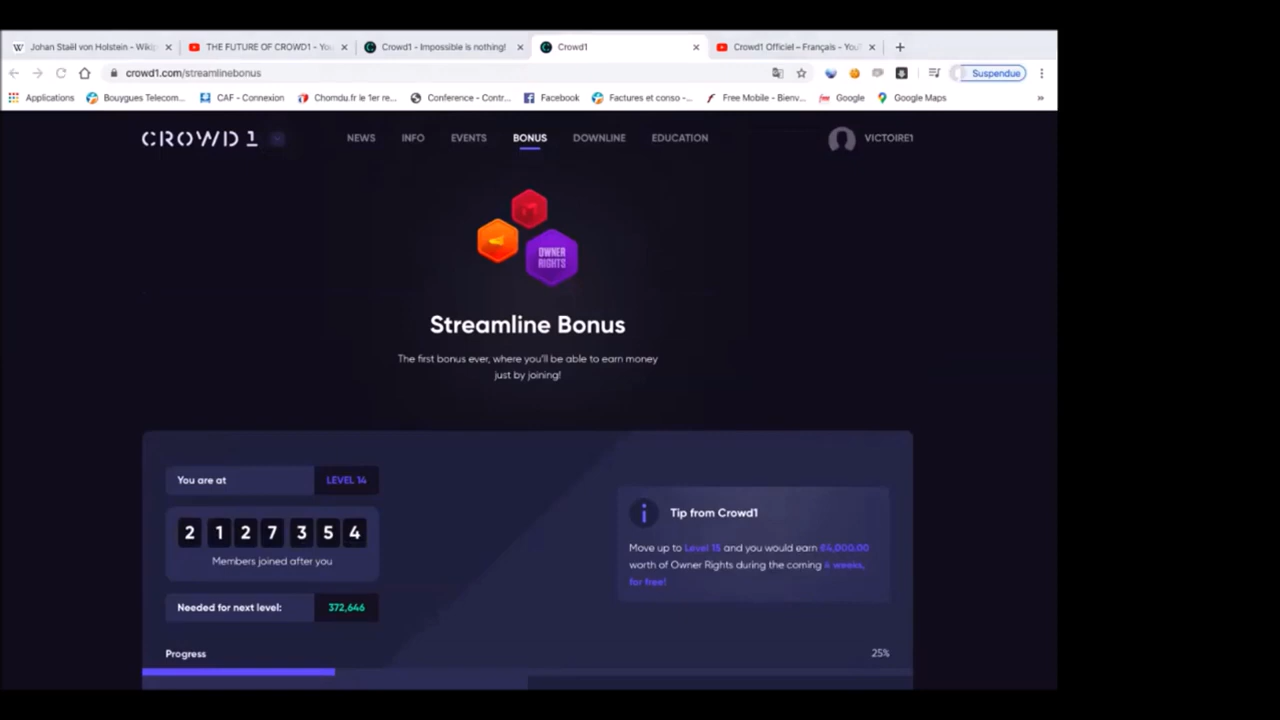 Johan Staël von Holstein - Wiki
THE FUTURE OF CROWD1 - You
Crowd1 - Impossible is nothing!
Crowd1
Crowd1 Officiel – Français - You
crowd1.com/streamlinebonus
Suspendue
Applications
Bouygues Telecom...
CAF - Connexion
Chomdu.fr le 1er re...
Conference - Contr...
Facebook
Factures et conso -...
Free Mobile - Bienv...
Google
Google Maps
»
CROWD 1
NEWS
INFO
EVENTS
BONUS
DOWNLINE
EDUCATION
VICTOIRE1
OWNER
RIGHTS
Streamline Bonus
The first bonus ever, where you'll be able to earn money
just by joining!
You are at
LEVEL 14
2 1 2 7 3 5 4
Members joined after you
Needed for next level:
372,646
Tip from Crowd1
Move up to Level 15 and you would earn €4,000.00
worth of Owner Rights during the coming 4 weeks,
for free!
Progress
25%